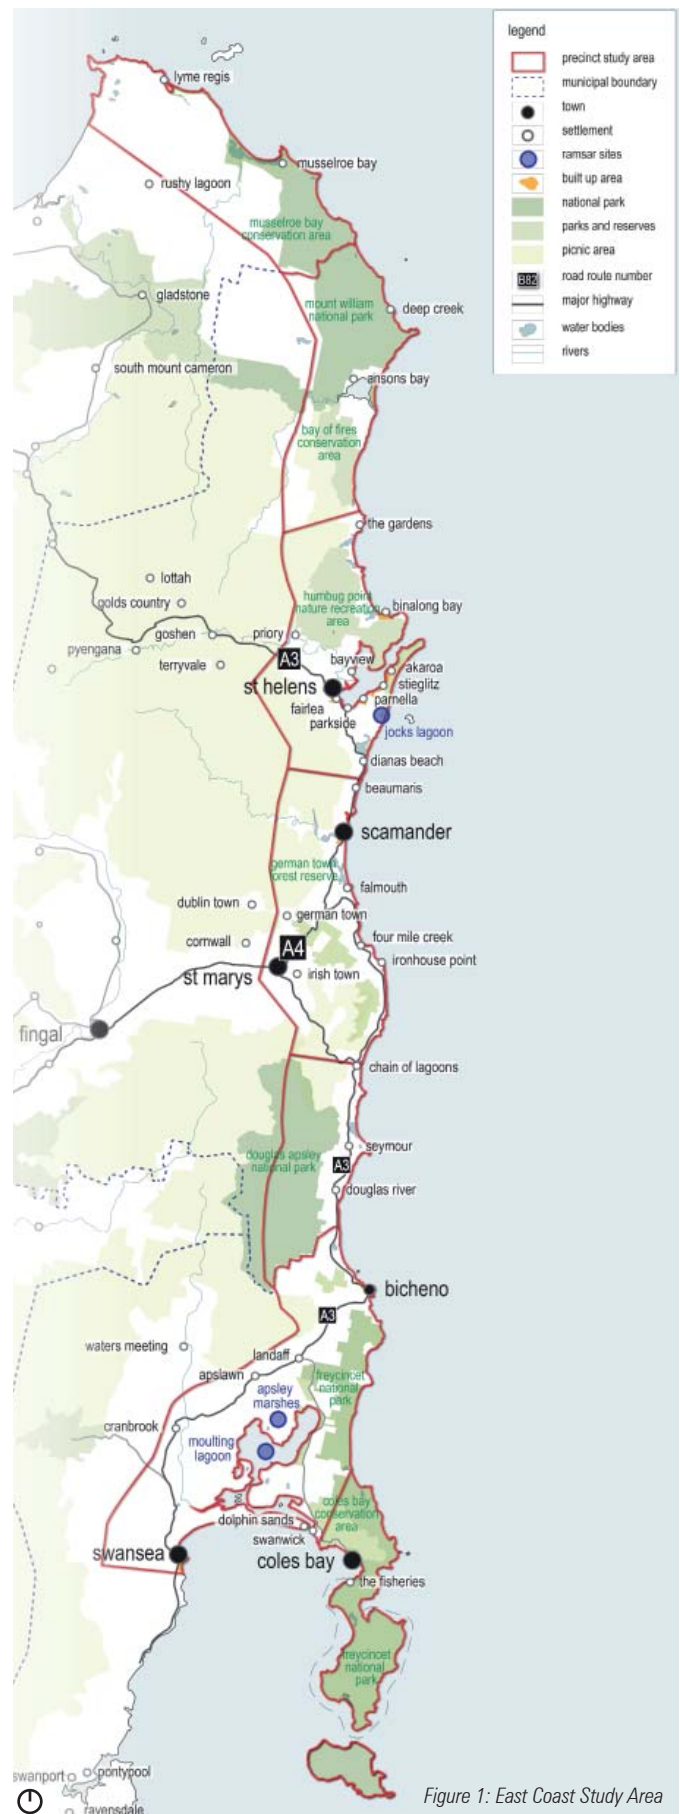 legend
precinct study area
municipal boundary
town
settlement
ramsar sites
built up area
national park
parks and reserves
picnic area
B82 road route number
major highway
water bodies
rivers
lyme regis
musselroe bay
rushy lagoon
musselroe bay
conservation area
gladstone
mount william
national park
deep creek
south mount cameron
ansons bay
bay of fires
conservation
area
the gardens
lottah
humbug point
nature recreation
area
golds country
binalong bay
goshen
priory
pyengana
A3
bayview
terryvale
akaroa
st helens
stieglitz
parnella
fairlea
parkside
jocks lagoon
dianas beach
beaumaris
scamander
german town
forest reserve
falmouth
dublin town
german town
cornwall
A4
four mile creek
ironhouse point
st marys
irish town
fingal
chain of lagoons
seymour
douglas apsley
national park
A3
douglas river
bicheno
A3
waters meeting
landaff
apslawn
freycinet
national
park
apsley
marshes
cranbrook
moulting
lagoon
coles bay
conservation
area
dolphin sands
swanwick
swansea
coles bay
the fisheries
freycinet
national
park
swanport
pontypool
ravensdale
Figure 1: East Coast Study Area